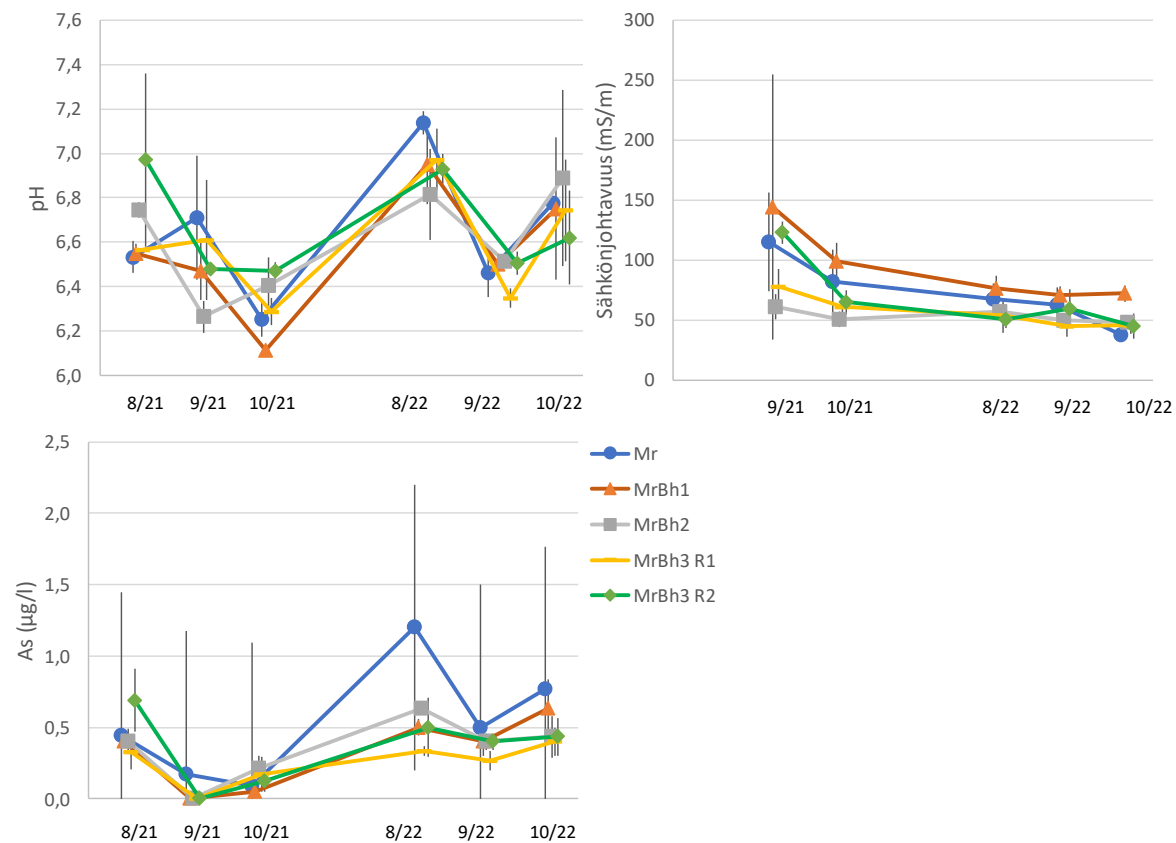 pH
7,6
7,4
7,2
7,0
6,8
6,6
6,4
6,2
6,0
8/21 9/21 10/21 8/22 9/22 10/22
Sähkönjohtavuus (mS/m)
300
250
200
150
100
50
0
9/21 10/21 8/22 9/22 10/22
As (µg/l)
2,5
2,0
1,5
1,0
0,5
0,0
8/21 9/21 10/21 8/22 9/22 10/22
Mr
MrBh1
MrBh2
MrBh3 R1
MrBh3 R2